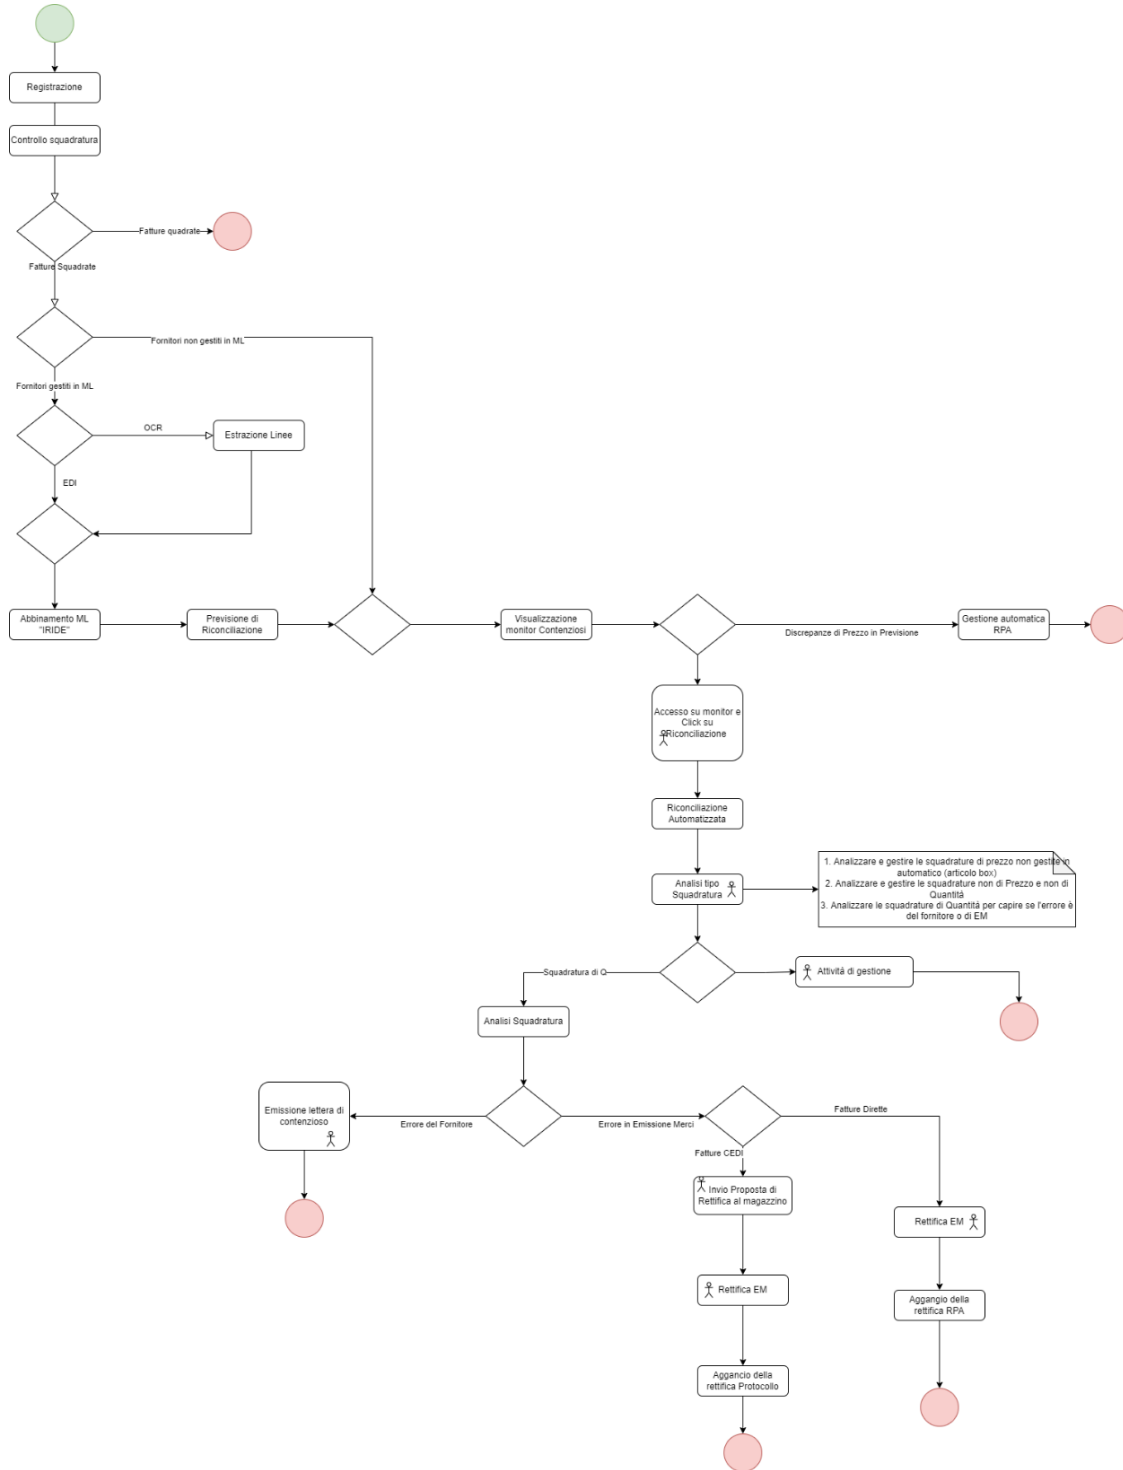 Registrazione
Controllo squadratura
Fatture quadrate
Fatture Squadrate
Fornitori non gestiti in ML
Fornitori gestiti in ML
OCR
Estrazione Linee
EDI
Abbinamento ML
"IRIDE"
Previsione di
Riconciliazione
Visualizzazione
monitor Contenziosi
Discrepanze di Prezzo in Previsione
Gestione automatica
RPA
Accesso su monitor e
Click su
Riconciliazione
Riconciliazione
Automatizzata
Analisi tipo
Squadratura
1. Analizzare e gestire le squadrature di prezzo non gestite in
automatico (articolo box)
2. Analizzare e gestire le squadrature non di Prezzo e non di
Quantità
3. Analizzare le squadrature di Quantità per capire se l'errore è
del fornitore o di EM
Squadratura di Q
Attività di gestione
Analisi Squadratura
Emissione lettera di
contenzioso
Errore del Fornitore
Errore in Emissione Merci
Fatture Dirette
Fatture CEDI
Invio Proposta di
Rettifica al magazzino
Rettifica EM
Rettifica EM
Aggangio della
rettifica RPA
Aggancio della
rettifica Protocollo